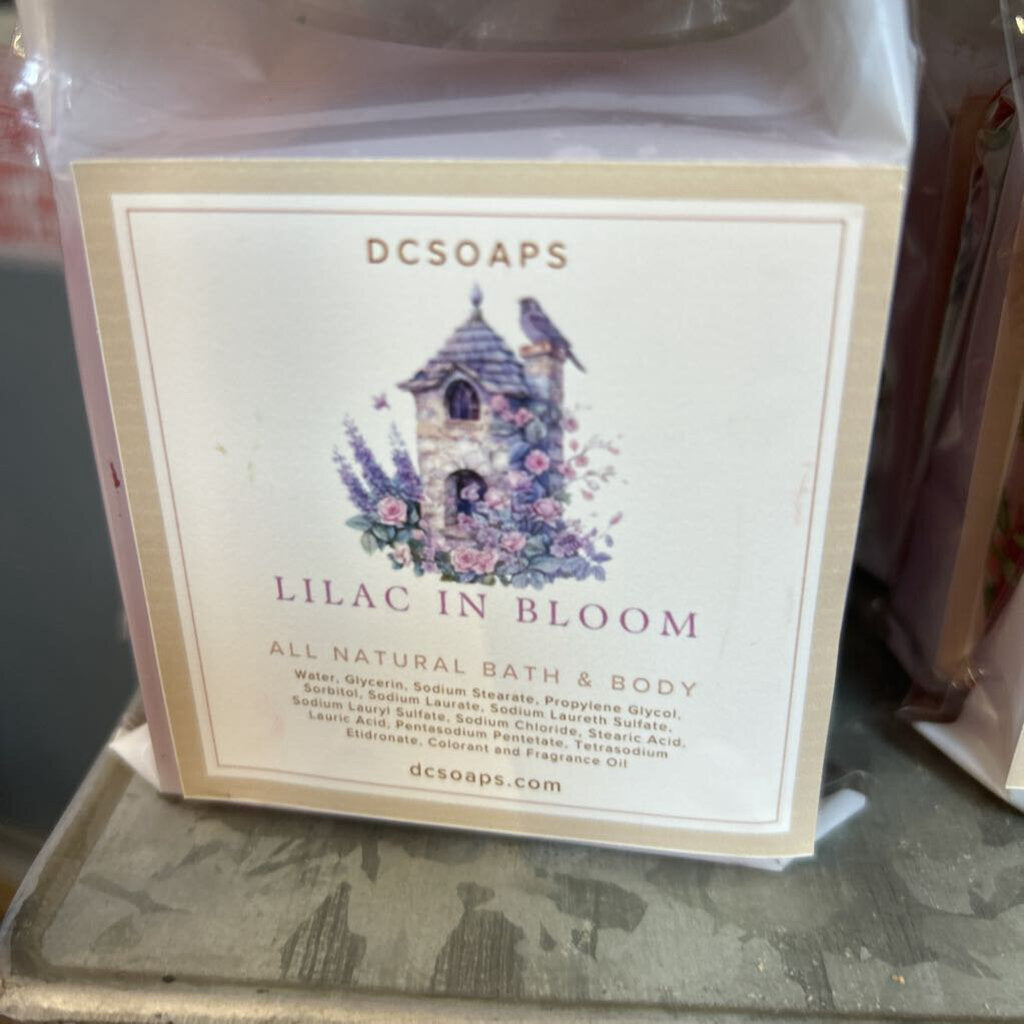 DCSOAPS
LILAC IN BLOOM
ALL NATURAL BATH & BODY
Water, Glycerin, Sodium Stearate, Propylene Glycol,
Sorbitol, Sodium Laurate, Sodium Laureth Sulfate,
Sodium Lauryl Sulfate, Sodium Chloride, Stearic Acid,
Lauric Acid, Pentasodium Pentetate, Tetrasodium
Etidronate, Colorant and Fragrance Oil
dcsoaps.com